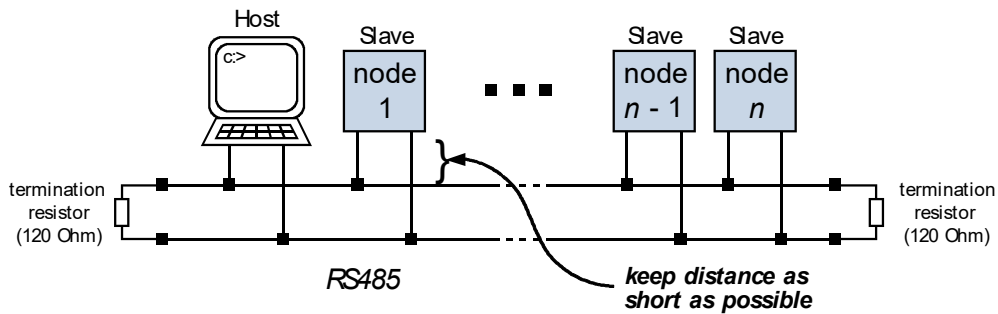 Host
c:>
Slave
node
1
Slave
node
n - 1
Slave
node
n
termination
resistor
(120 Ohm)
termination
resistor
(120 Ohm)
RS485
keep distance as
short as possible